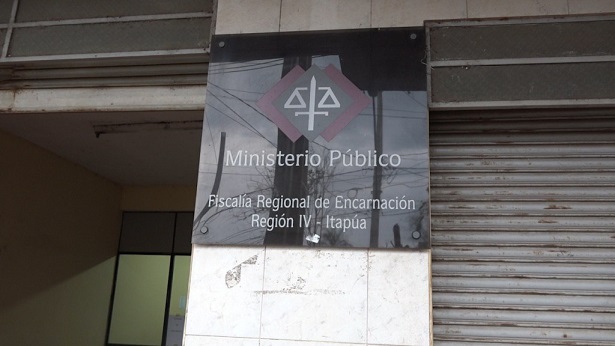 Ministerio Público
Fiscalía Regional de Encarnación
Región IV - Itapúa